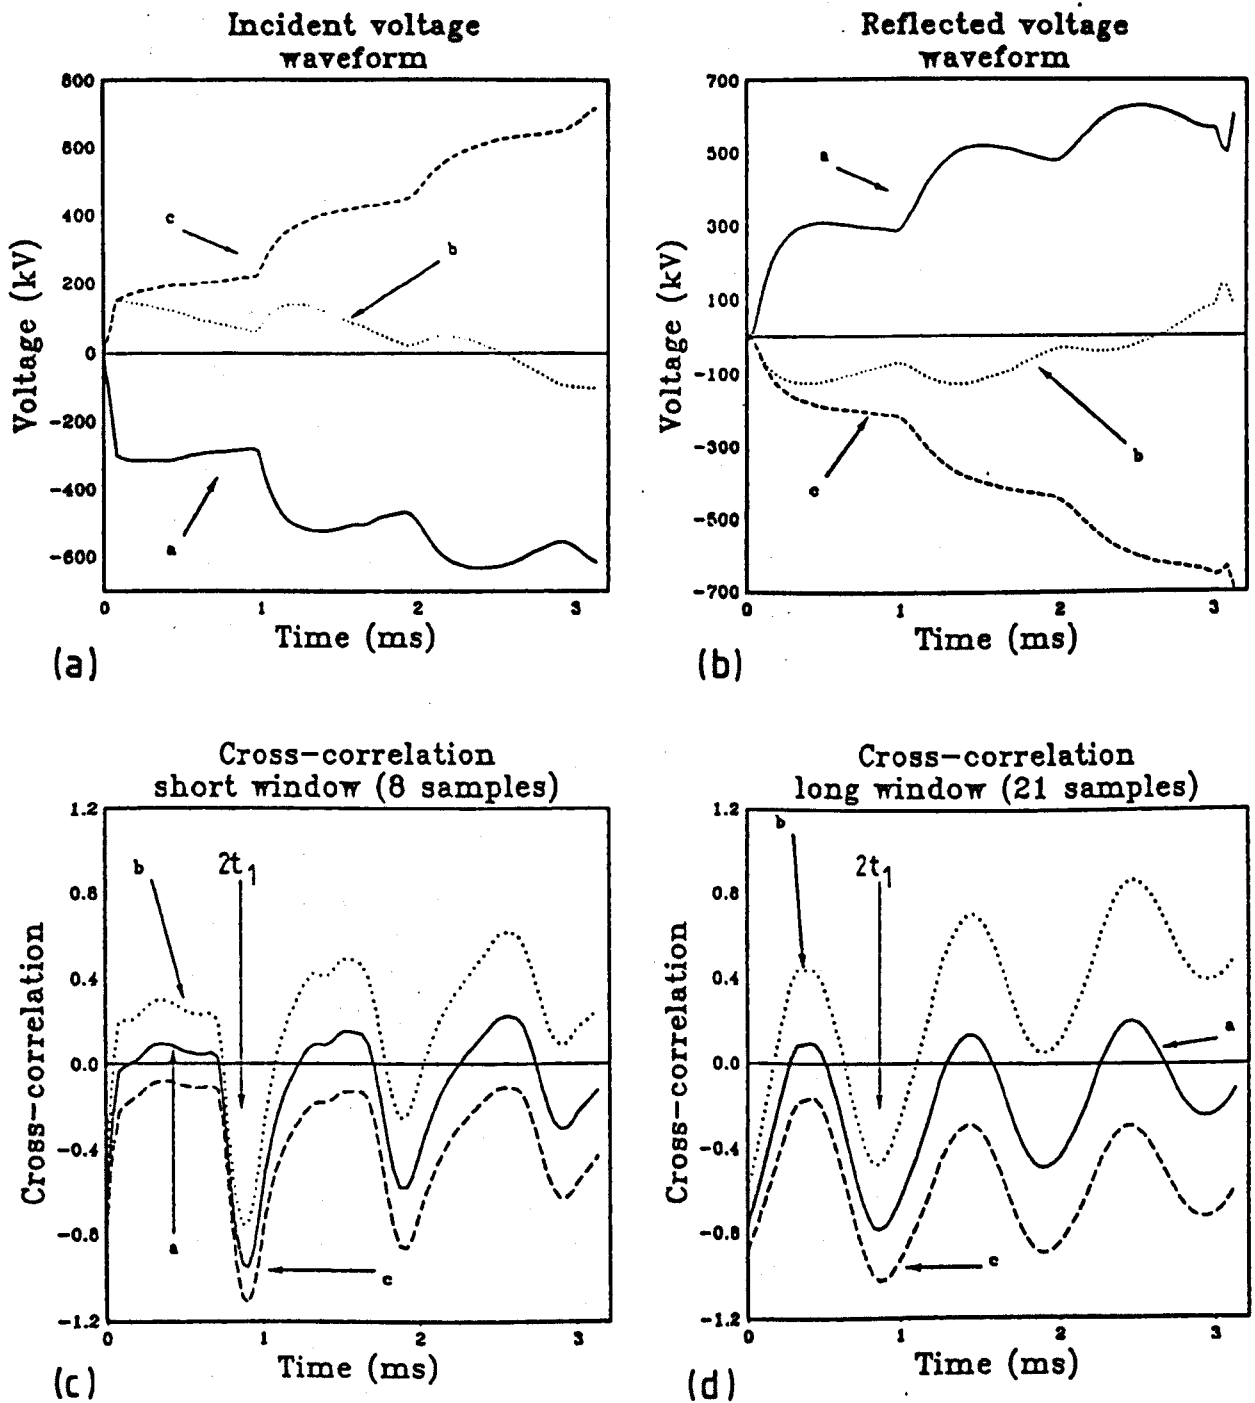 Incident voltage
waveform
800
600
400
200
0
-200
-400
-600
Voltage (kV)
c
b
a
0 1 2 3
Time (ms)
(a)
Reflected voltage
waveform
700
500
300
100
-100
-300
-500
-700
Voltage (kV)
a
b
c
0 1 2 3
Time (ms)
(b)
Cross-correlation
short window (8 samples)
1.2
0.8
0.4
0.0
-0.4
-0.8
-1.2
Cross-correlation
b
2t1
a
c
0 1 2 3
Time (ms)
(c)
Cross-correlation
long window (21 samples)
1.2
0.8
0.4
0.0
-0.4
-0.8
-1.2
Cross-correlation
b
2t1
a
c
0 1 2 3
Time (ms)
(d)